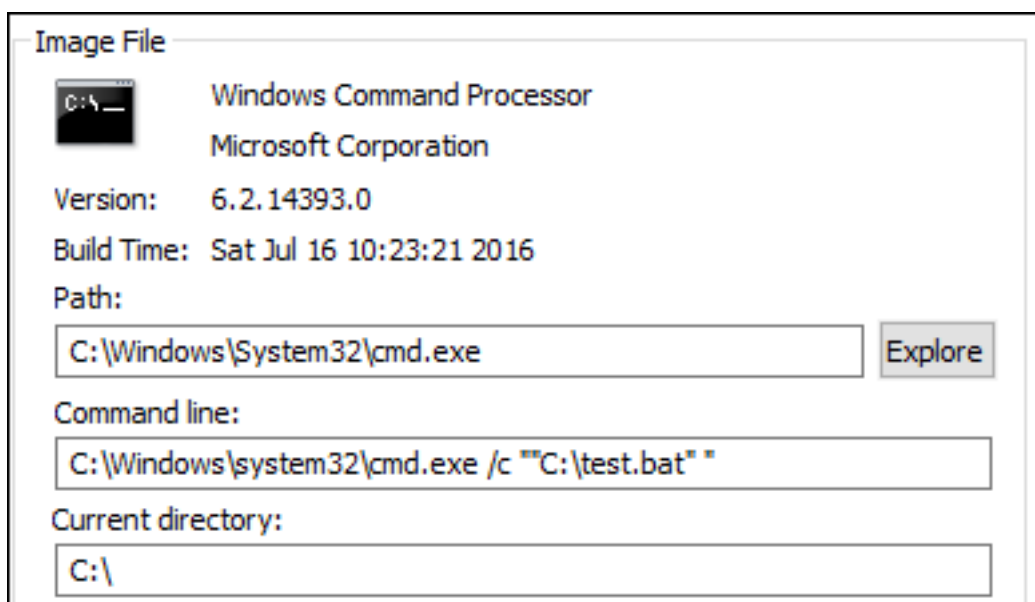 Image File
C:\
Windows Command Processor
Microsoft Corporation
Version: 6.2.14393.0
Build Time: Sat Jul 16 10:23:21 2016
Path:
C:\Windows\System32\cmd.exe Explore
Command line:
C:\Windows\system32\cmd.exe /c ""C:\test.bat" "
Current directory:
C:\